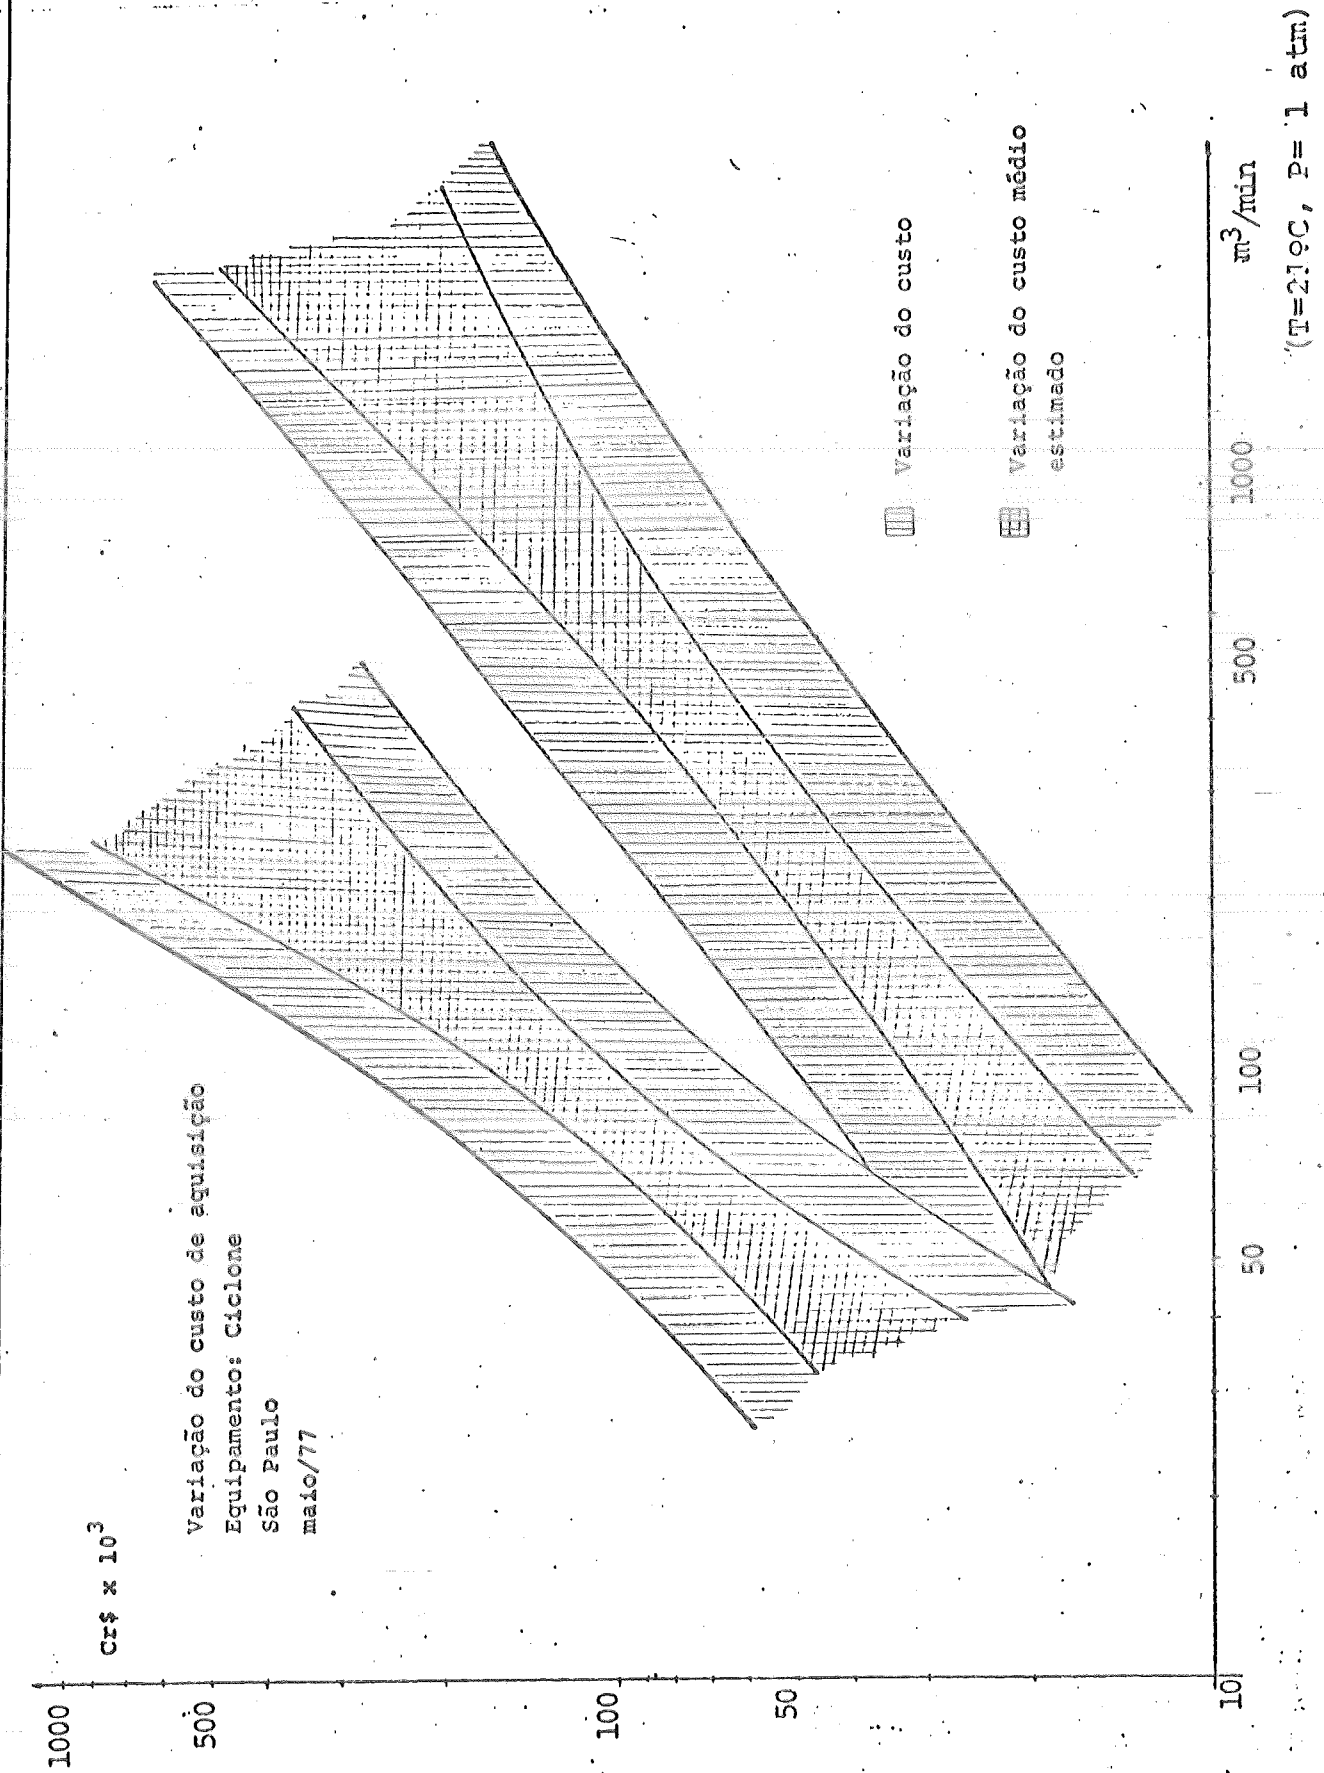 Cr$ x 10³
Variação do custo de aquisição
Equipamento: Ciclone
São Paulo
maio/77
1000
500
100
50
10
50
100
500
1000
m³/min
(T=21ºC, P= 1 atm)
Variação do custo
Variação do custo médio
estimado